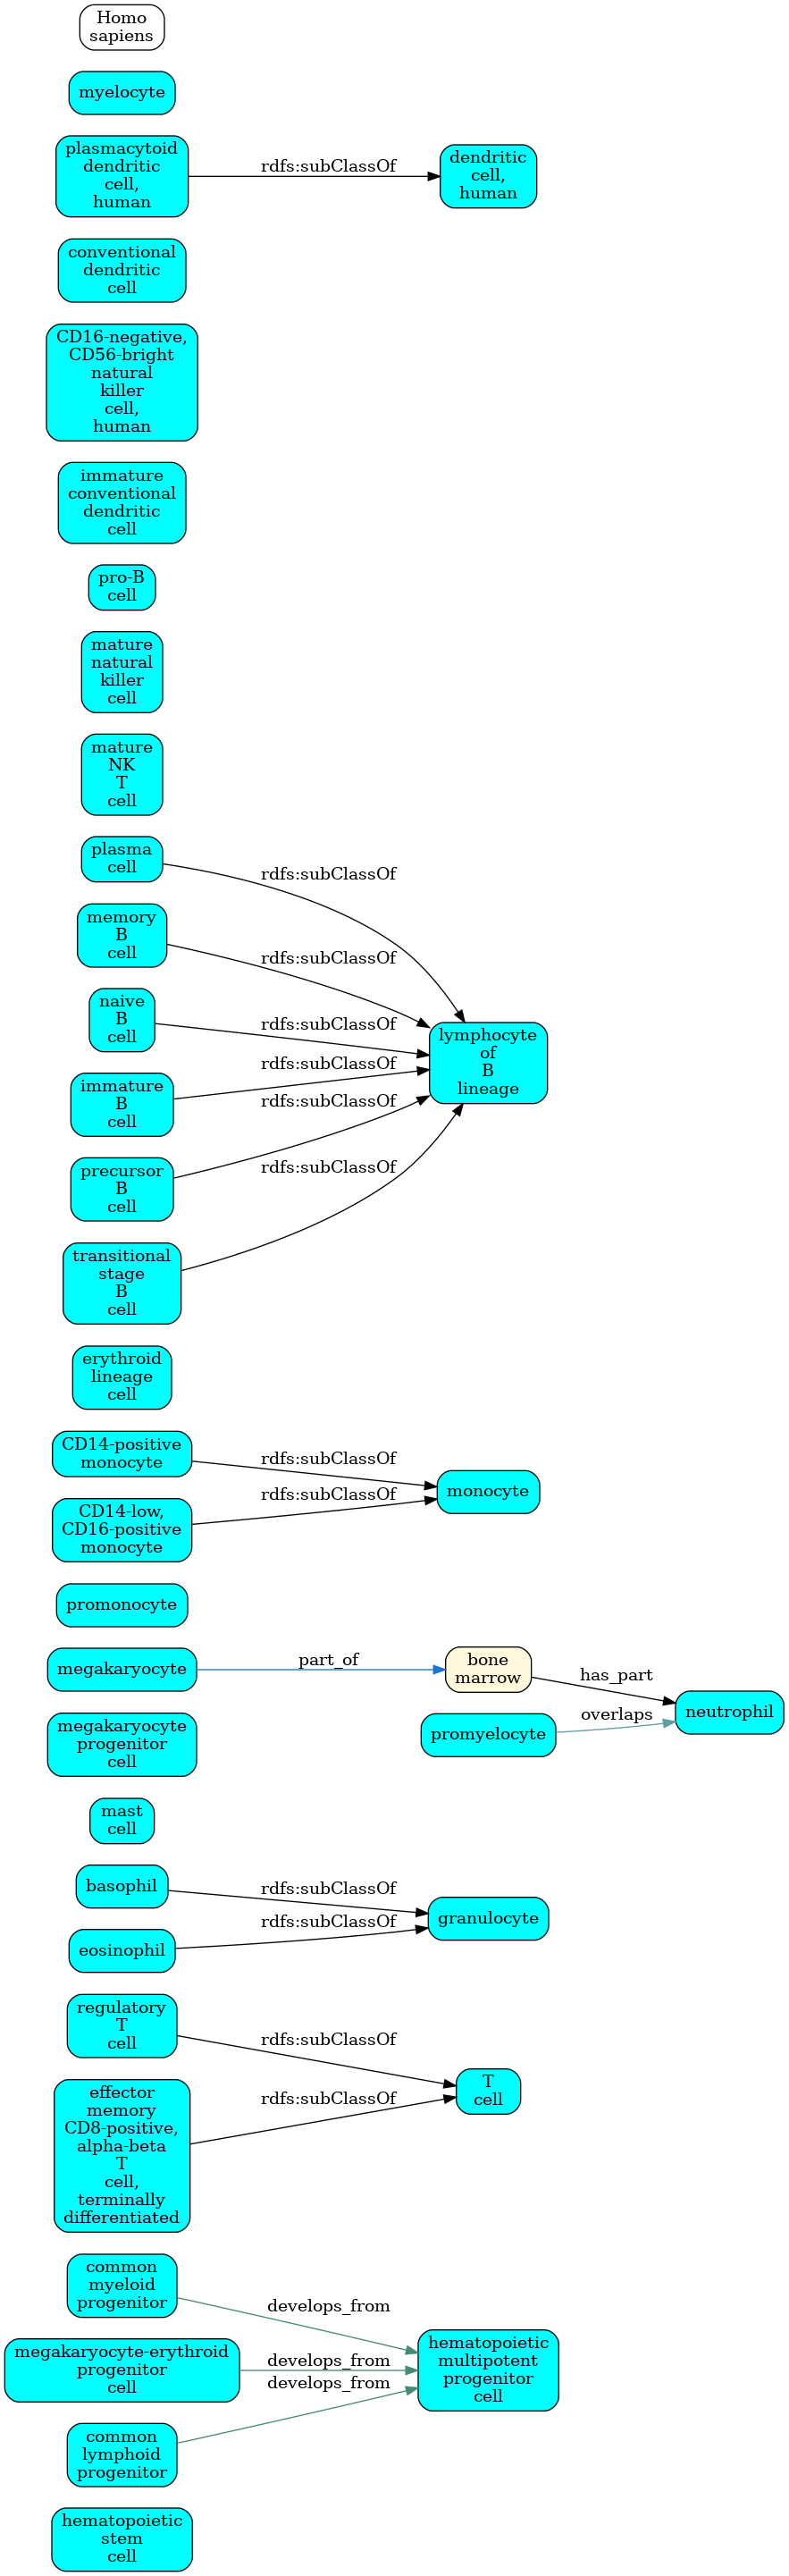 Homo
sapiens
myelocyte
plasmacytoid
dendritic
cell,
human
rdfs:subClassOf
dendritic
cell,
human
conventional
dendritic
cell
CD16-negative,
CD56-bright
natural
killer
cell,
human
immature
conventional
dendritic
cell
pro-B
cell
mature
natural
killer
cell
mature
NK
T
cell
plasma
cell
rdfs:subClassOf
memory
B
cell
rdfs:subClassOf
naive
B
cell
rdfs:subClassOf
immature
B
cell
rdfs:subClassOf
precursor
B
cell
rdfs:subClassOf
transitional
stage
B
cell
rdfs:subClassOf
lymphocyte
of
B
lineage
erythroid
lineage
cell
CD14-positive
monocyte
rdfs:subClassOf
CD14-low,
CD16-positive
monocyte
rdfs:subClassOf
monocyte
promonocyte
megakaryocyte
part_of
bone
marrow
has_part
neutrophil
promyelocyte
overlaps
megakaryocyte
progenitor
cell
mast
cell
basophil
rdfs:subClassOf
eosinophil
rdfs:subClassOf
granulocyte
regulatory
T
cell
rdfs:subClassOf
effector
memory
CD8-positive,
alpha-beta
T
cell,
terminally
differentiated
rdfs:subClassOf
T
cell
common
myeloid
progenitor
develops_from
megakaryocyte-erythroid
progenitor
cell
develops_from
common
lymphoid
progenitor
develops_from
hematopoietic
multipotent
progenitor
cell
hematopoietic
stem
cell